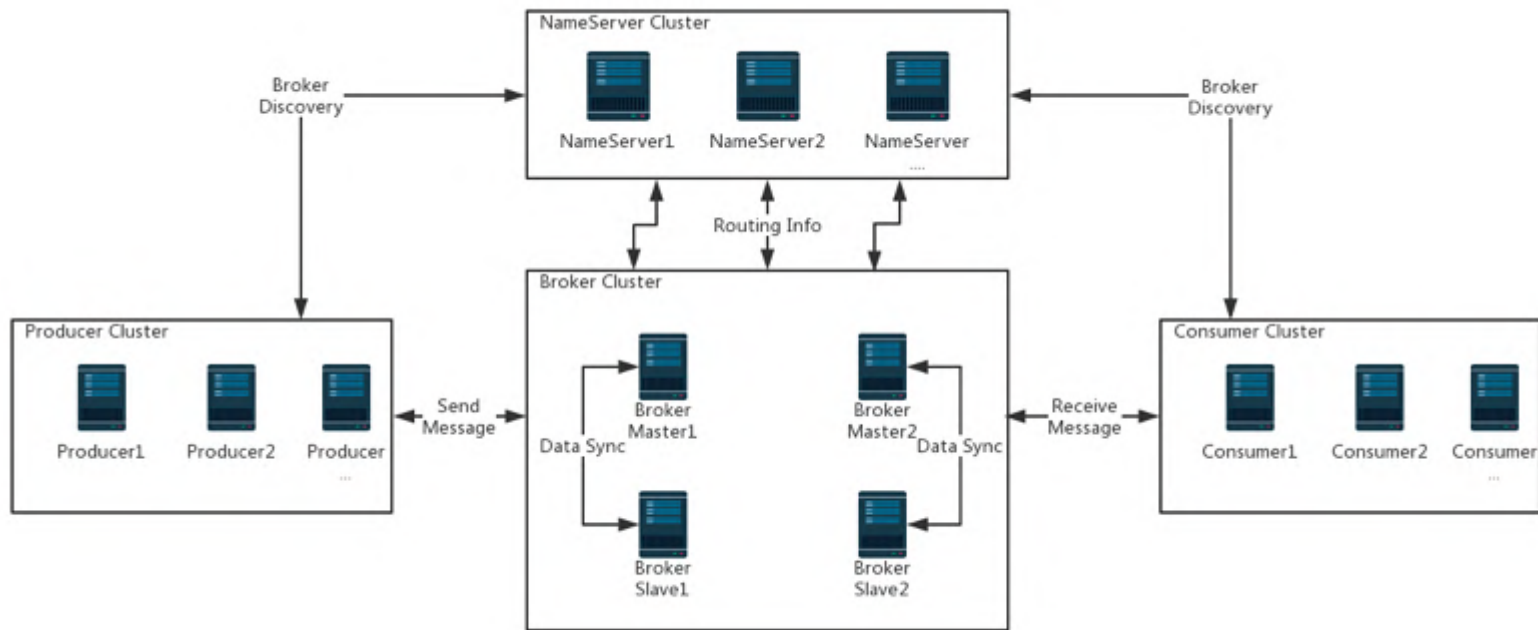 NameServer Cluster
NameServer1
NameServer2
NameServer
....
Broker
Discovery
Broker
Discovery
Routing Info
Producer Cluster
Producer1
Producer2
Producer
...
Send
Message
Broker Cluster
Broker
Master1
Broker
Master2
Data Sync
Data Sync
Broker
Slave1
Broker
Slave2
Receive
Message
Consumer Cluster
Consumer1
Consumer2
Consumer
...